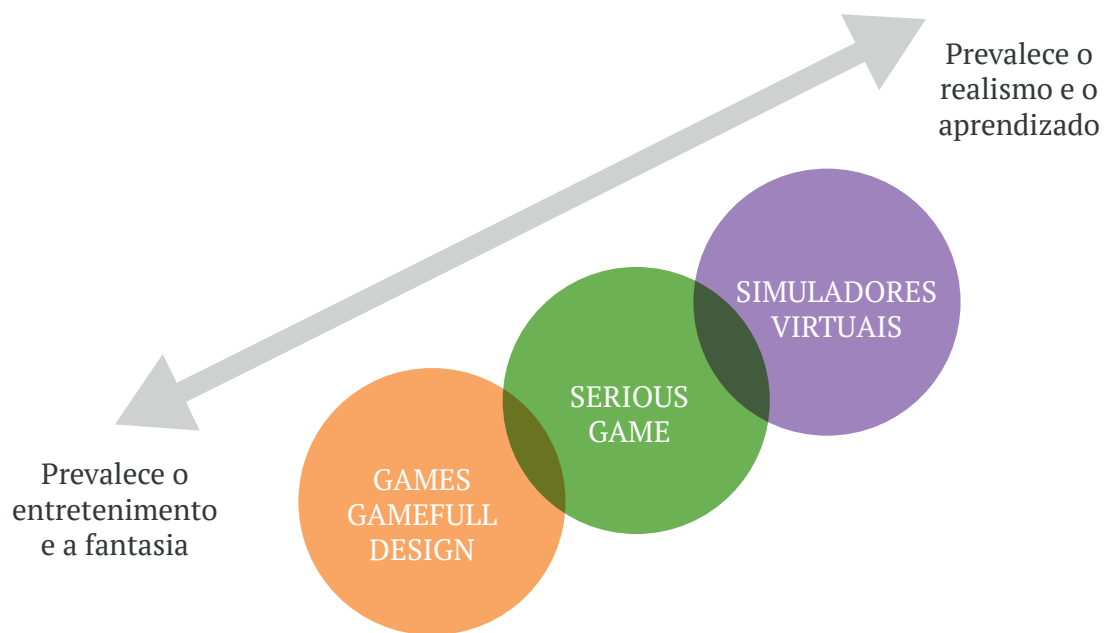 Prevalece o
realismo e o
aprendizado
SIMULADORES
VIRTUAIS
SERIOUS
GAME
GAMES
GAMEFULL
DESIGN
Prevalece o
entretenimento
e a fantasia